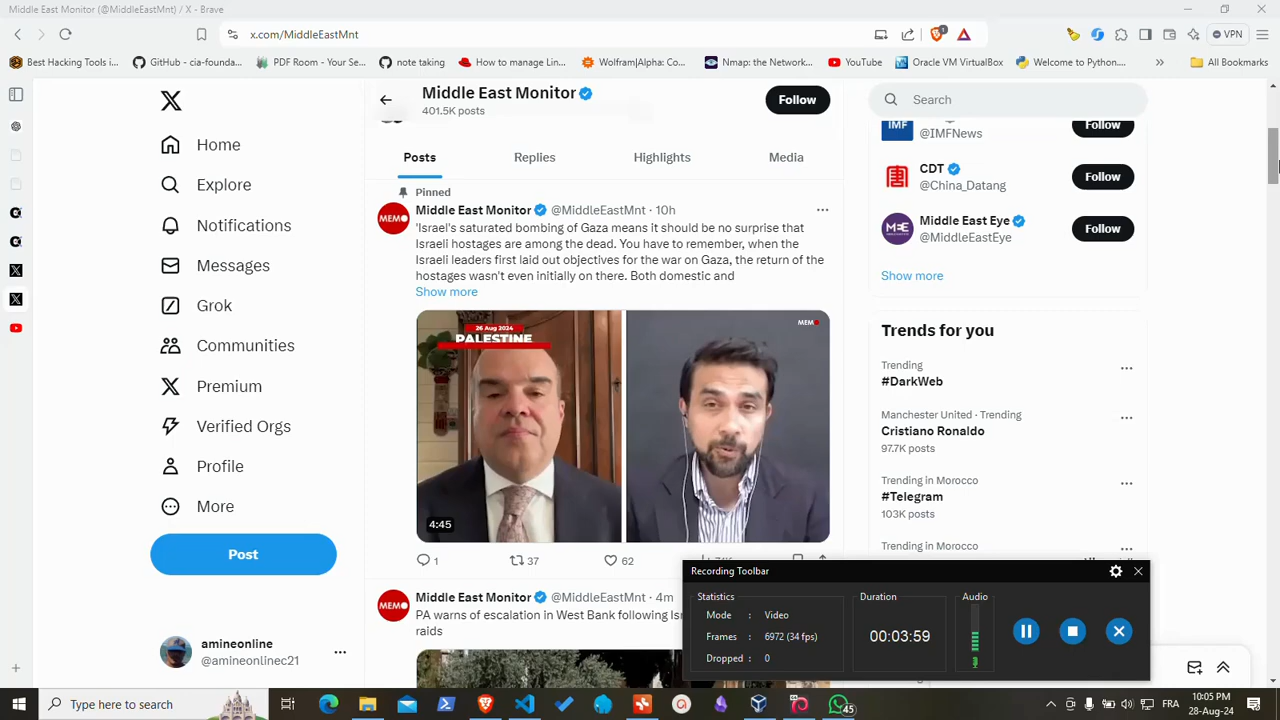 Middle East Monitor (@MiddleEastMnt) / X - Brave
x.com/MiddleEastMnt
1
VPN
Best Hacking Tools i...
GitHub - cia-founda...
PDF Room - Your Se...
note taking
How to manage Lin...
Wolfram|Alpha: Co...
Nmap: the Network...
YouTube
Oracle VM VirtualBox
Welcome to Python....
All Bookmarks
Home
Explore
Notifications
Messages
Grok
Communities
Premium
Verified Orgs
Profile
More
Post
amineonline
@amineonlinec21
Middle East Monitor
401.5K posts
Follow
Posts
Replies
Highlights
Media
Pinned
MEMO
Middle East Monitor @MiddleEastMnt · 10h
'Israel's saturated bombing of Gaza means it should be no surprise that
Israeli hostages are among the dead. You have to remember, when the
Israeli leaders first laid out objectives for the war on Gaza, the return of the
hostages wasn't even initially on there. Both domestic and
Show more
26 Aug 2024
PALESTINE
MEMO
4:45
1
37
62
MEMO
Middle East Monitor @MiddleEastMnt · 4m
PA warns of escalation in West Bank following Isr
raids
Search
IMF
@IMFNews
Follow
CDT
@China_Datang
Follow
MEE
Middle East Eye
@MiddleEastEye
Follow
Show more
Trends for you
Trending
#DarkWeb
Manchester United · Trending
Cristiano Ronaldo
97.7K posts
Trending in Morocco
#Telegram
103K posts
Trending in Morocco
Recording Toolbar
Statistics
Mode : Video
Frames : 6972 (34 fps)
Dropped : 0
Duration
00:03:59
Audio
Type here to search
45
FRA
10:05 PM
28-Aug-24